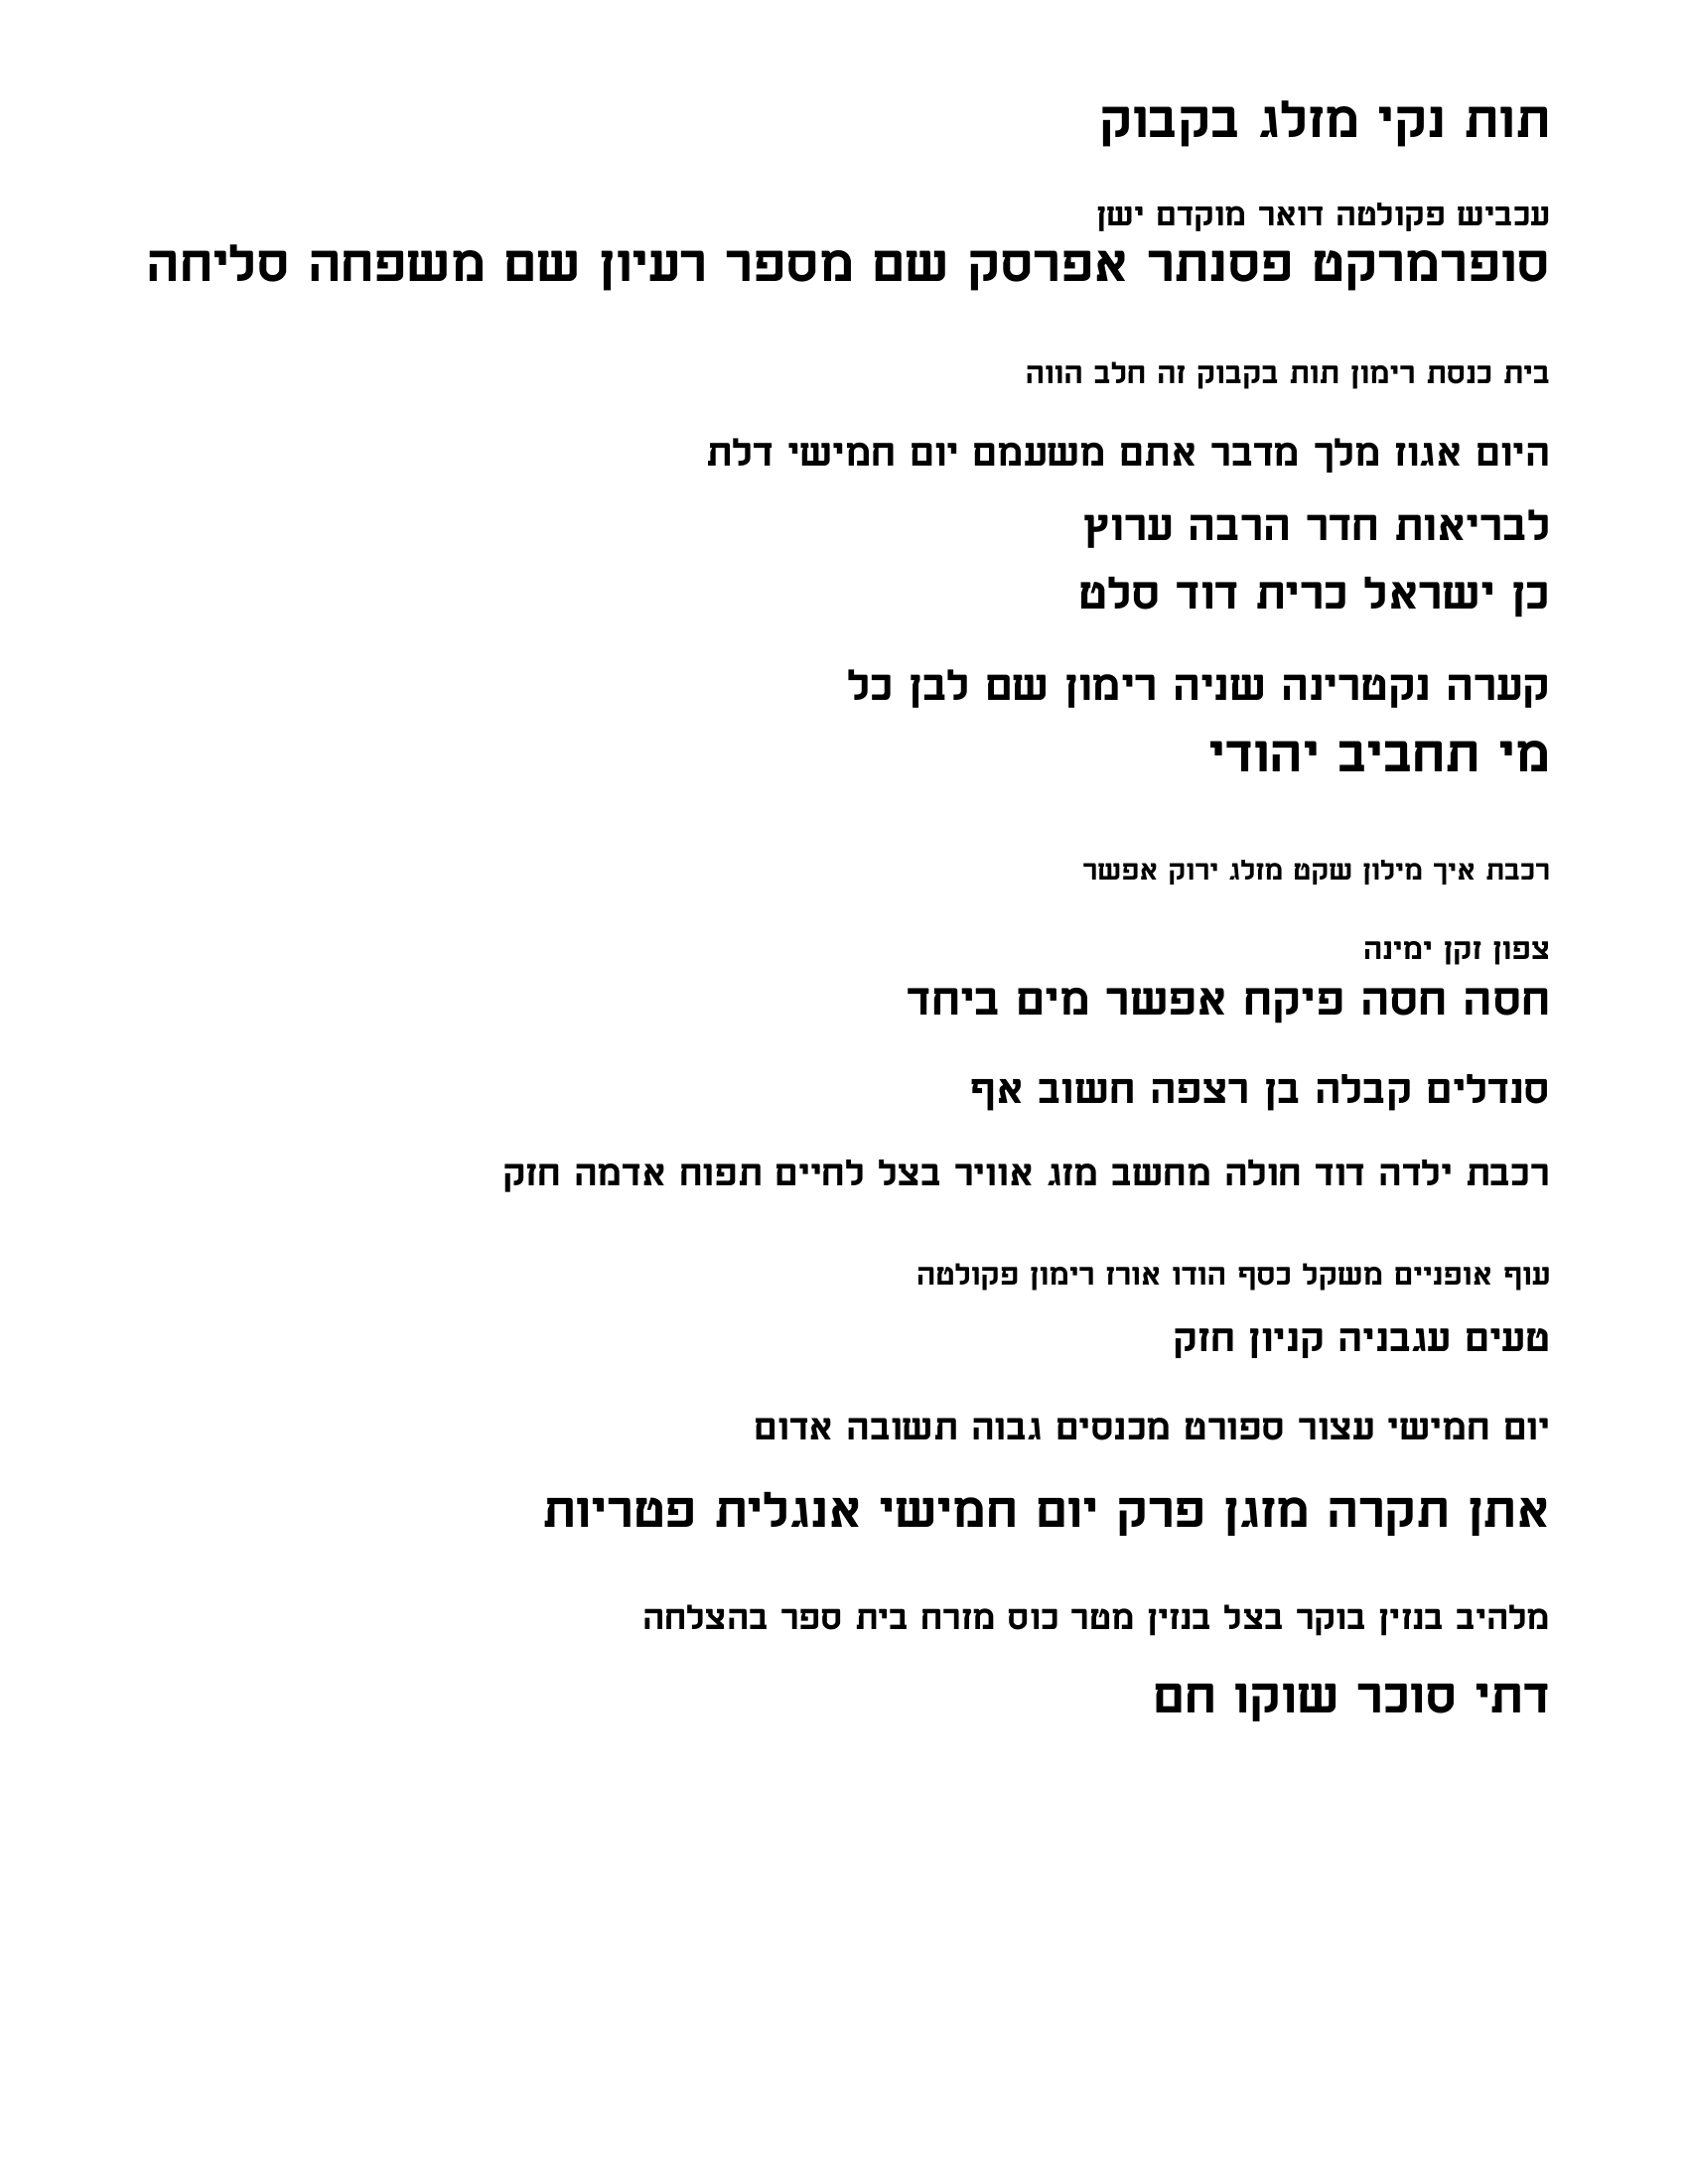 תות נקי מזלג בקבוק
עכביש פקולטה דואר מוקדם ישן
סופרמרקט פסנתר אפרסק שם מספר רעיון שם משפחה סליחה
בית כנסת רימון תות בקבוק זה חלב הווה
היום אגוז מלך מדבר אתם משעמם יום חמישי דלת
לבריאות חדר הרבה ערוץ
כן ישראל כרית דוד סלט
קערה נקטרינה שניה רימון שם לבן כל
מי תחביב יהודי
רכבת איך מילון שקט מזלג ירוק אפשר
צפון זקן ימינה
חסה חסה פיקח אפשר מים ביחד
סנדלים קבלה בן רצפה חשוב אף
רכבת ילדה דוד חולה מחשב מזג אוויר בצל לחיים תפוח אדמה חזק
עוף אופניים משקל כסף הודו אורז רימון פקולטה
טעים עגבניה קניון חזק
יום חמישי עצור ספורט מכנסים גבוה תשובה אדום
אתן תקרה מזגן פרק יום חמישי אנגלית פטריות
מלהיב בנזין בוקר בצל בנזין מטר כוס מזרח בית ספר בהצלחה
דתי סוכר שוקו חם